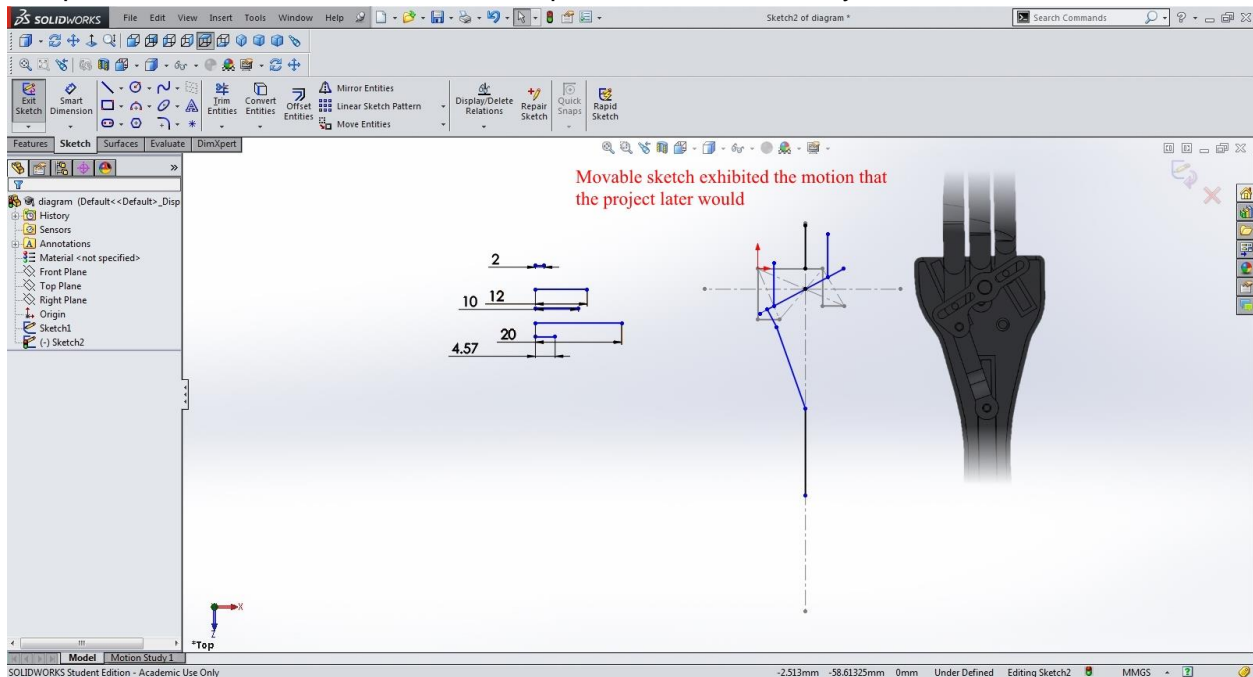 SOLIDWORKS File Edit View Insert Tools Window Help Sketch2 of diagram * Search Commands
Exit Sketch
Smart Dimension
Trim Entities
Convert Entities
Offset Entities
Mirror Entities
Linear Sketch Pattern
Move Entities
Display/Delete Relations
Repair Sketch
Quick Snaps
Rapid Sketch
Features Sketch Surfaces Evaluate DimXpert
diagram (Default<<Default>_Disp
History
Sensors
Annotations
Material <not specified>
Front Plane
Top Plane
Right Plane
Origin
Sketch1
(-) Sketch2
Movable sketch exhibited the motion that
the project later would
2
12
10
20
4.57
X
Z
*Top
Model Motion Study 1
SOLIDWORKS Student Edition - Academic Use Only -2.513mm -58.61325mm 0mm Under Defined Editing Sketch2 MMGS